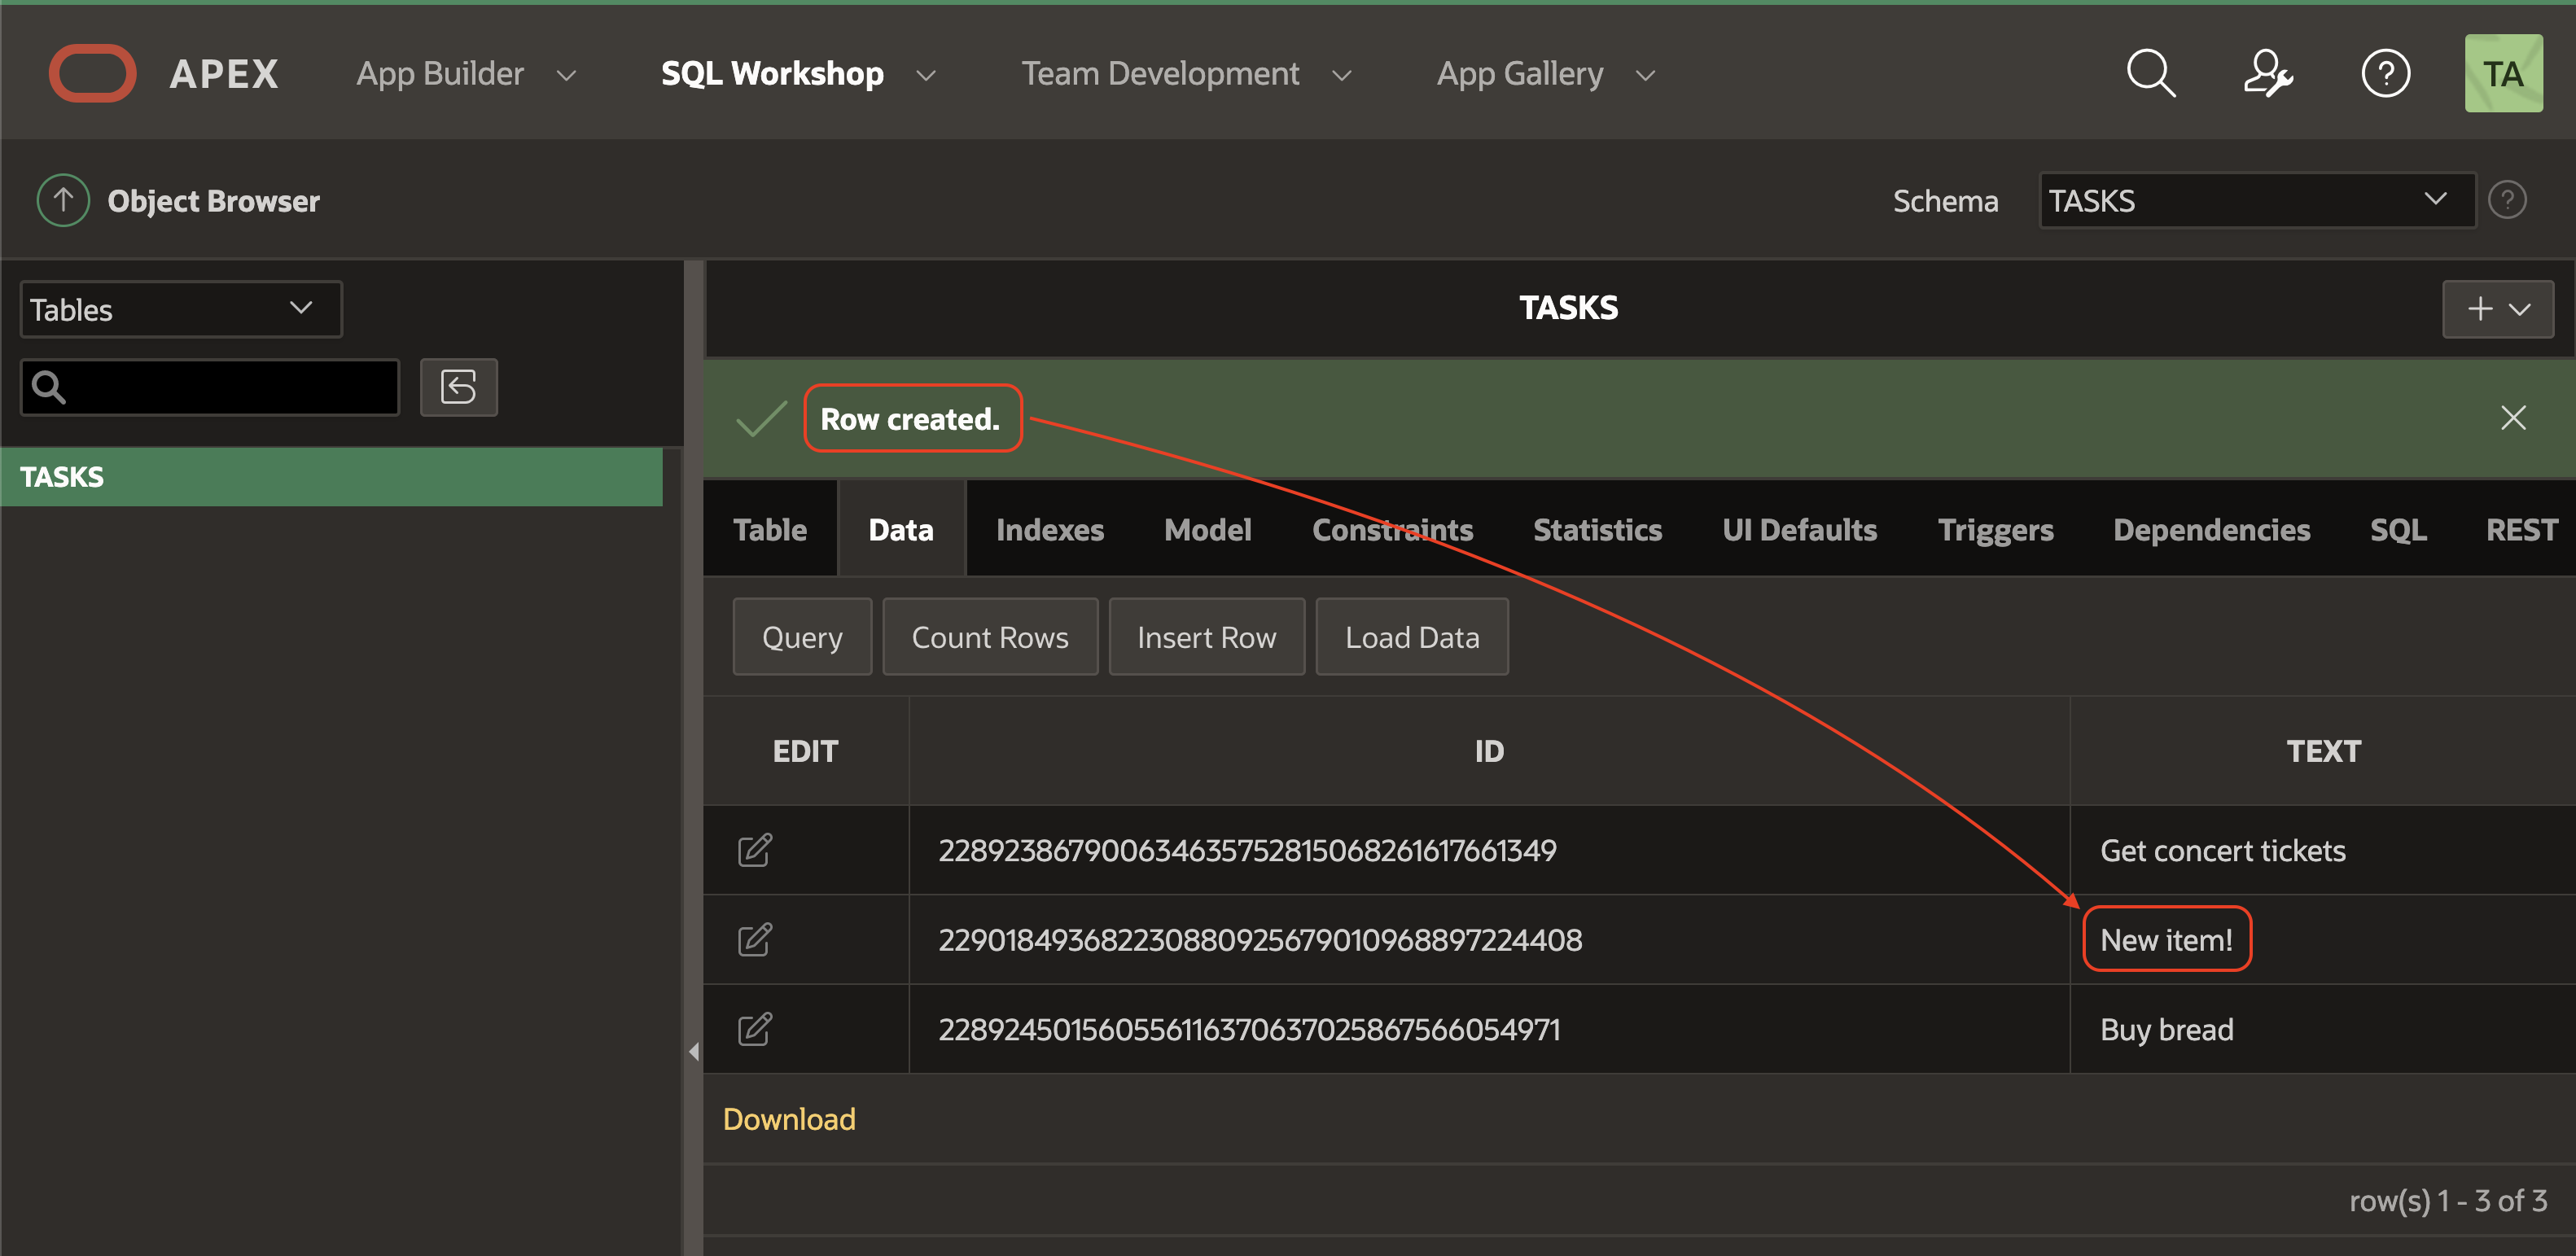 APEX App Builder SQL Workshop Team Development App Gallery TA
Object Browser Schema TASKS
Tables
TASKS
TASKS
Row created.
Table Data Indexes Model Constraints Statistics UI Defaults Triggers Dependencies SQL REST
Query Count Rows Insert Row Load Data
EDIT ID TEXT
228923867900634635752815068261617661349 Get concert tickets
229018493682230880925679010968897224408 New item!
228924501560556116370637025867566054971 Buy bread
Download
row(s) 1 - 3 of 3